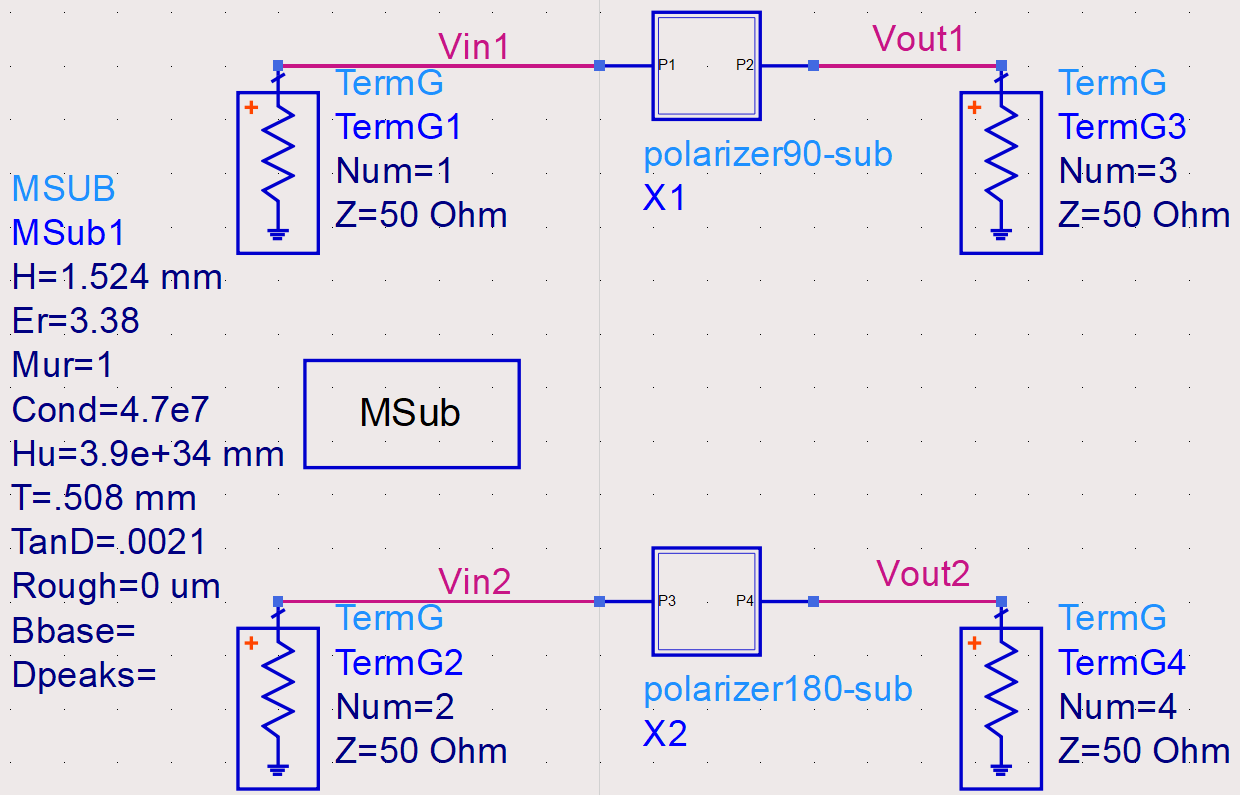 Vin1
P1
P2
Vout1
TermG
TermG1
Num=1
Z=50 Ohm
polarizer90-sub
X1
TermG
TermG3
Num=3
Z=50 Ohm
MSUB
MSub1
H=1.524 mm
Er=3.38
Mur=1
Cond=4.7e7
Hu=3.9e+34 mm
T=.508 mm
TanD=.0021
Rough=0 um
Bbase=
Dpeaks=
MSub
Vin2
P3
P4
Vout2
TermG
TermG2
Num=2
Z=50 Ohm
polarizer180-sub
X2
TermG
TermG4
Num=4
Z=50 Ohm